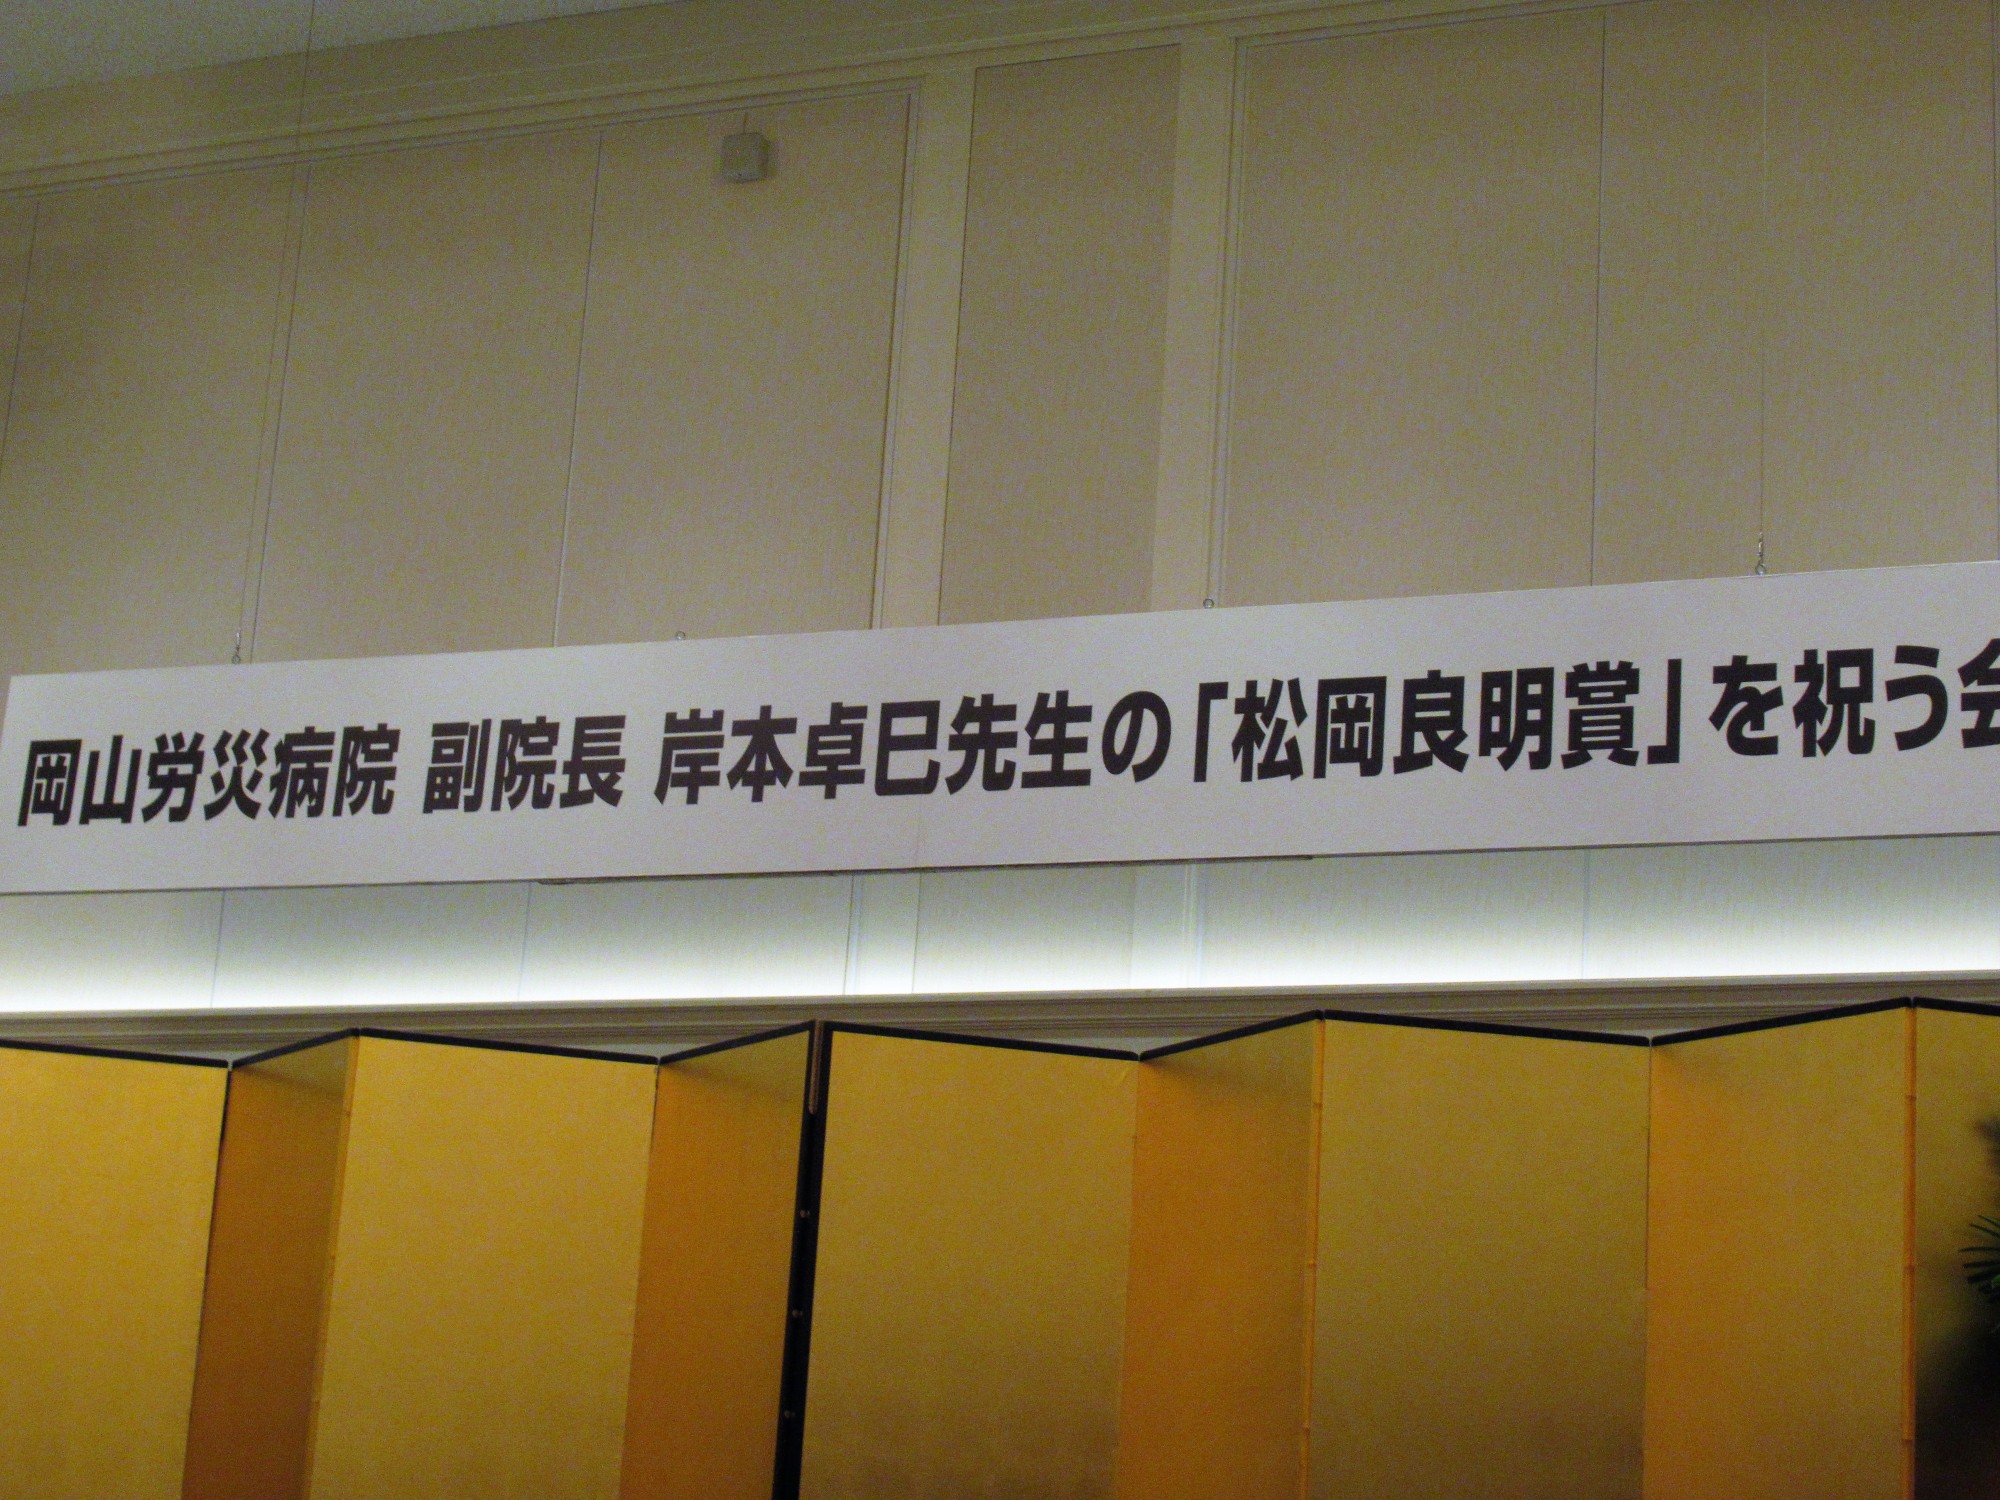 岡山労災病院 副院長 岸本卓巳先生の「松岡良明賞」を祝う会